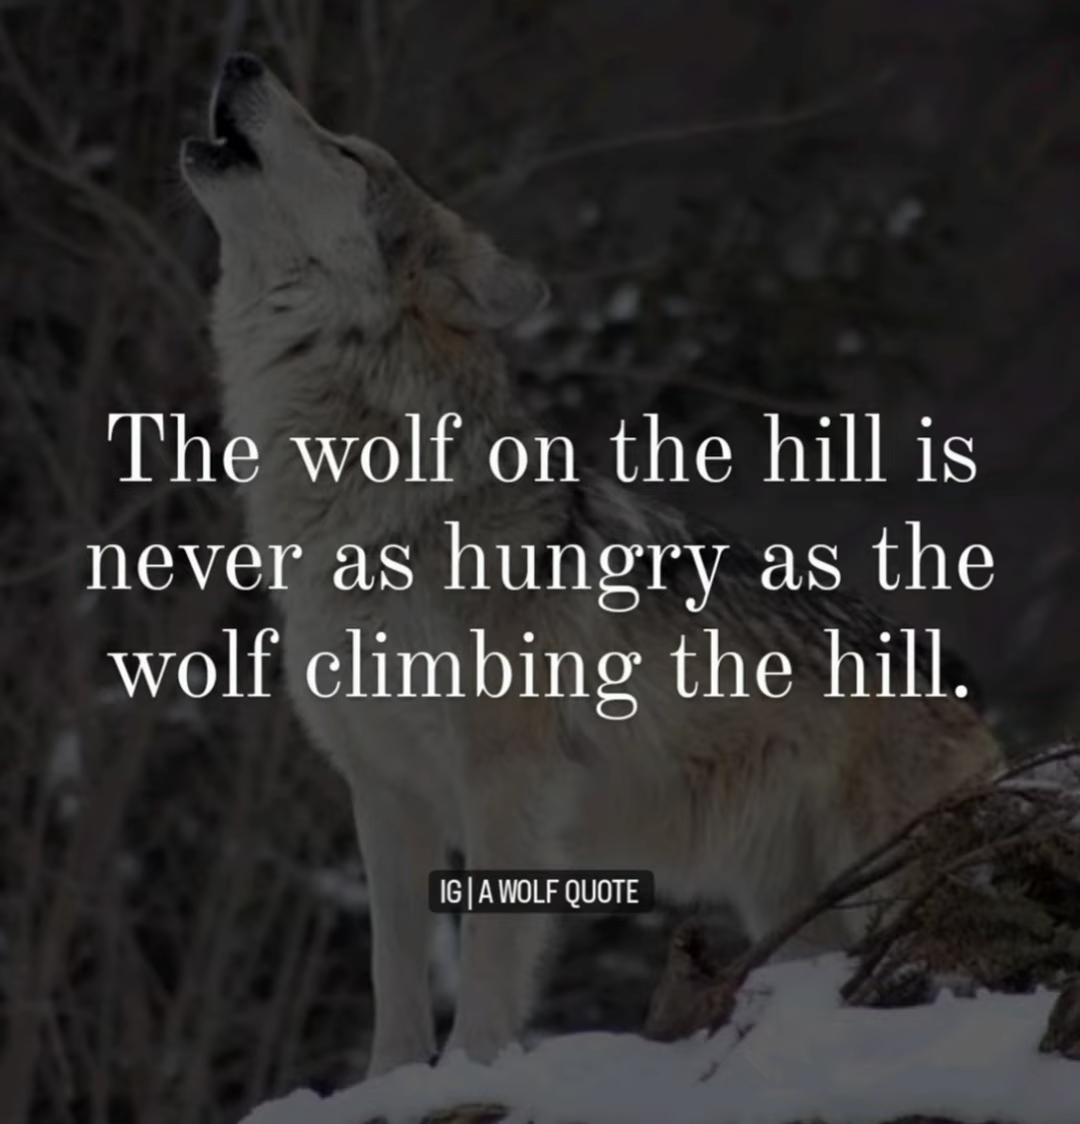 The wolf on the hill is
never as hungry as the
wolf climbing the hill.
IG | A WOLF QUOTE